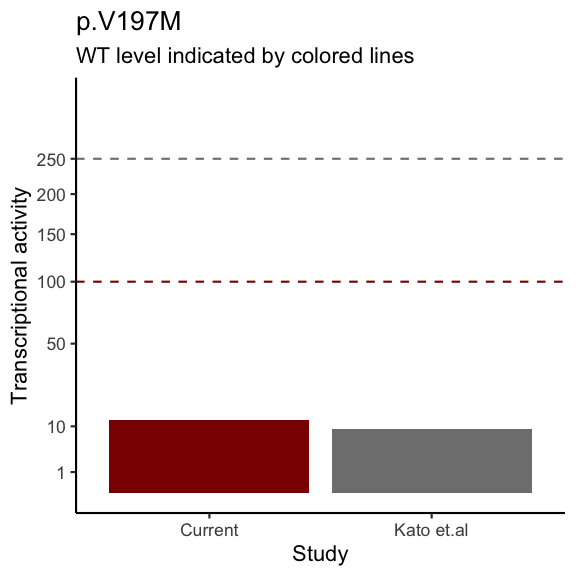 p.V197M
WT level indicated by colored lines
Transcriptional activity
250
200
150
100
50
10
1
Current
Kato et.al
Study